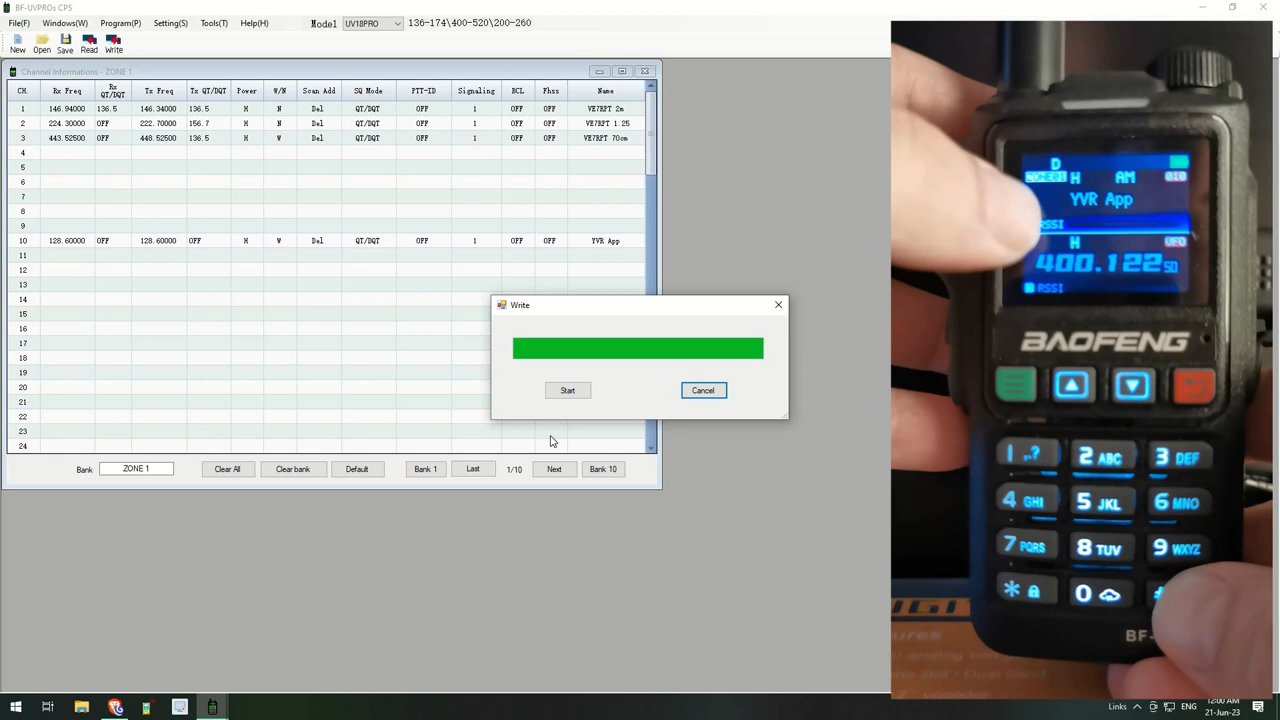 BF-UVPROs CPS
File(F) Windows(W) Program(P) Setting(S) Tools(T) Help(H) Model UV18PRO 136-174\400-520\200-260
New Open Save Read Write
Channel Informations - ZONE 1
CH. Rx Freq Rx QT/DQT Tx Freq Tx QT/DQT Power W/N Scan Add SQ Mode PTT-ID Signaling BCL Fhss Name
1 146.94000 136.5 146.34000 136.5 H N Del QT/DQT OFF 1 OFF OFF VE7RPT 2m
2 224.30000 OFF 222.70000 156.7 H N Del QT/DQT OFF 1 OFF OFF VE7RPT 1.25
3 443.52500 OFF 448.52500 136.5 H W Del QT/DQT OFF 1 OFF OFF VE7RPT 70cm
4
5
6
7
8
9
10 128.60000 OFF 128.60000 OFF H W Del QT/DQT OFF 1 OFF OFF YVR App
11
12
13
14
15
16
17
18
19
20
21
22
23
24
Write
Start Cancel
Bank ZONE 1 Clear All Clear bank Default Bank 1 Last 1/10 Next Bank 10
D
ZONE01 H AM 010
YVR App
RSSI
H VFO
400.122 50
RSSI
BAOFENG
1 ,.? 2 ABC 3 DEF
4 GHI 5 JKL 6 MNO
7 PQRS 8 TUV 9 WXYZ
* 0
BF-
Links ENG 12:00 AM
21-Jun-23